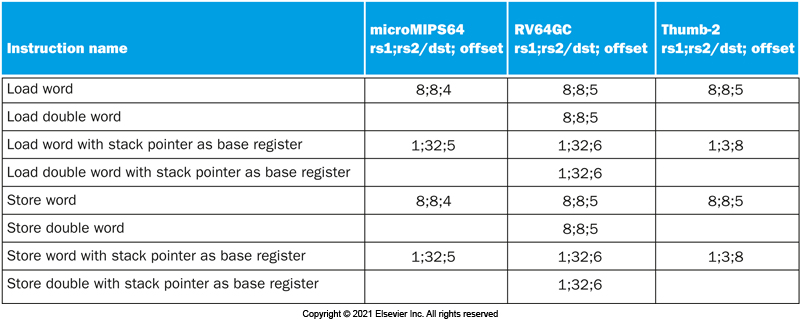 Instruction name microMIPS64 rs1;rs2/dst; offset RV64GC rs1;rs2/dst; offset Thumb-2 rs1;rs2/dst; offset
Load word 8;8;4 8;8;5 8;8;5
Load double word 8;8;5
Load word with stack pointer as base register 1;32;5 1;32;6 1;3;8
Load double word with stack pointer as base register 1;32;6
Store word 8;8;4 8;8;5 8;8;5
Store double word 8;8;5
Store word with stack pointer as base register 1;32;5 1;32;6 1;3;8
Store double with stack pointer as base register 1;32;6
Copyright © 2021 Elsevier Inc. All rights reserved